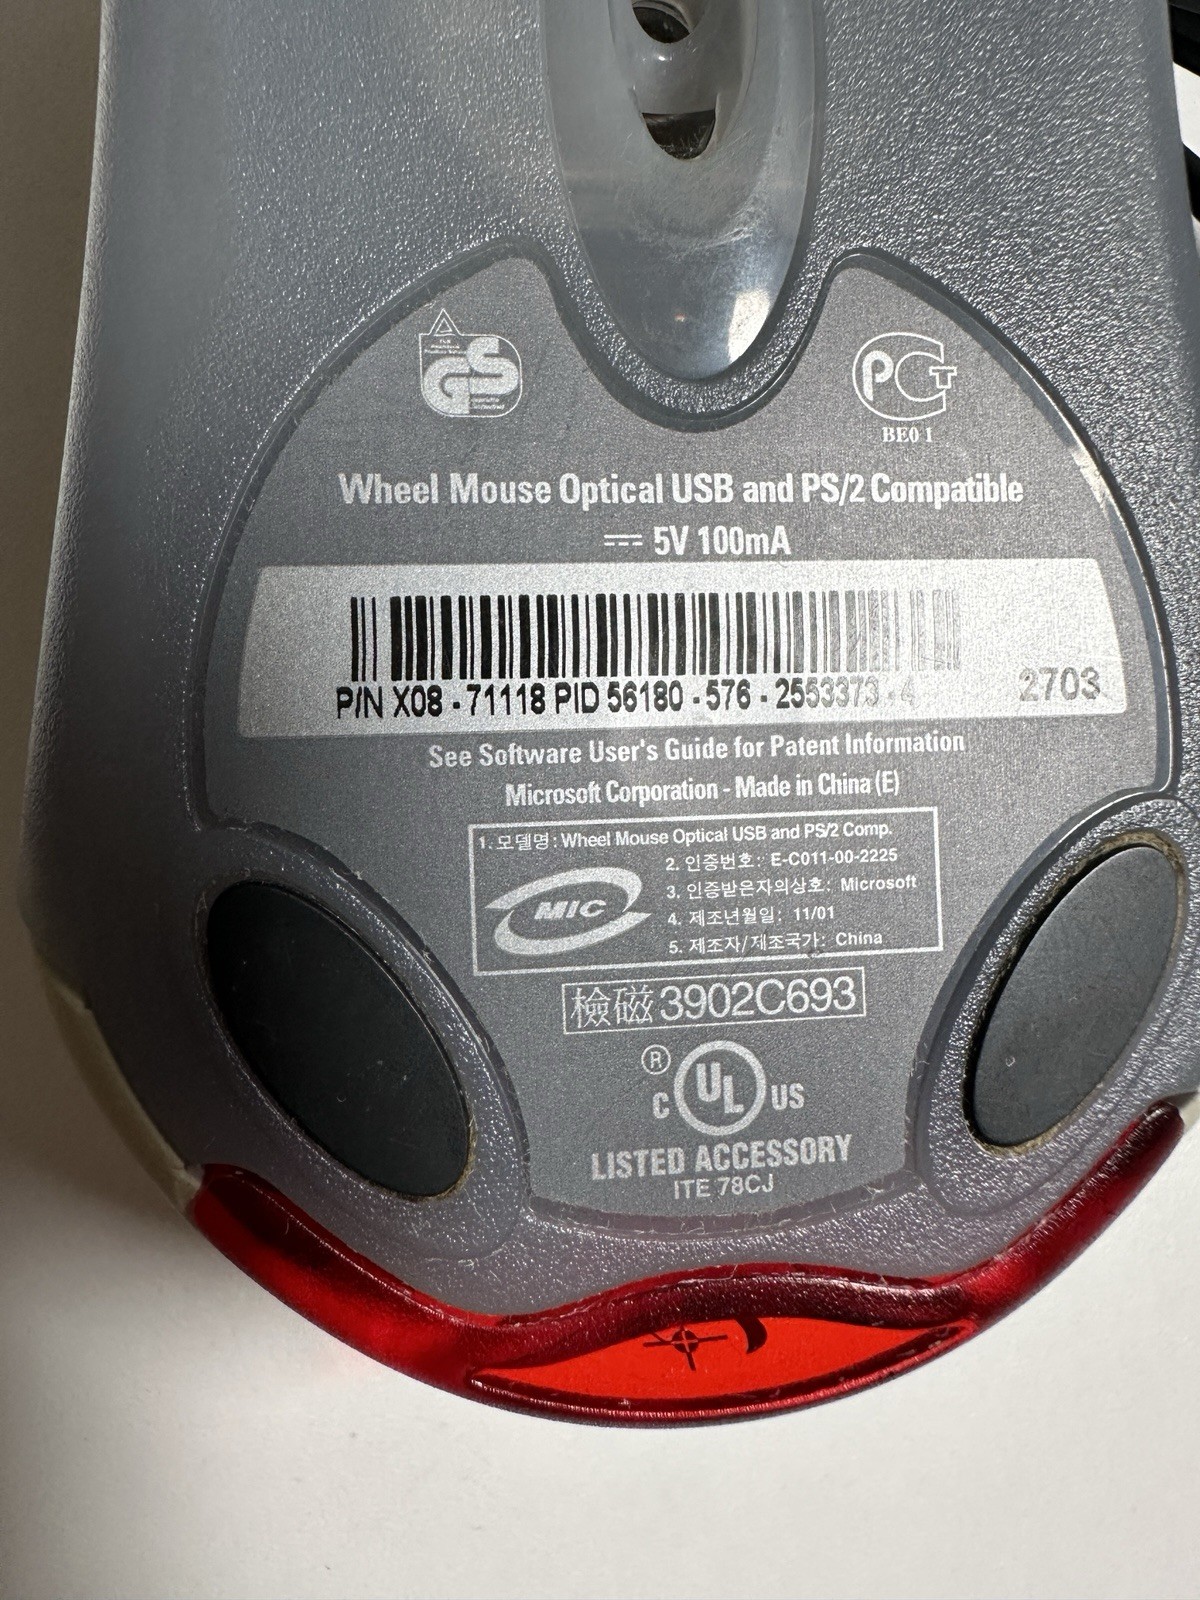 GS
PCT
BE01
Wheel Mouse Optical USB and PS/2 Compatible
5V 100mA
P/N X08 - 71118 PID 56180 - 576 - 2553373 - 4 2703
See Software User's Guide for Patent Information
Microsoft Corporation - Made in China (E)
1. 모델명 : Wheel Mouse Optical USB and PS/2 Comp.
2. 인증번호 : E-C011-00-2225
3. 인증받은자의상호 : Microsoft
4. 제조년월일 : 11/01
5. 제조자/제조국가 : China
MIC
檢磁 3902C693
®
C UL US
LISTED ACCESSORY
ITE 78CJ